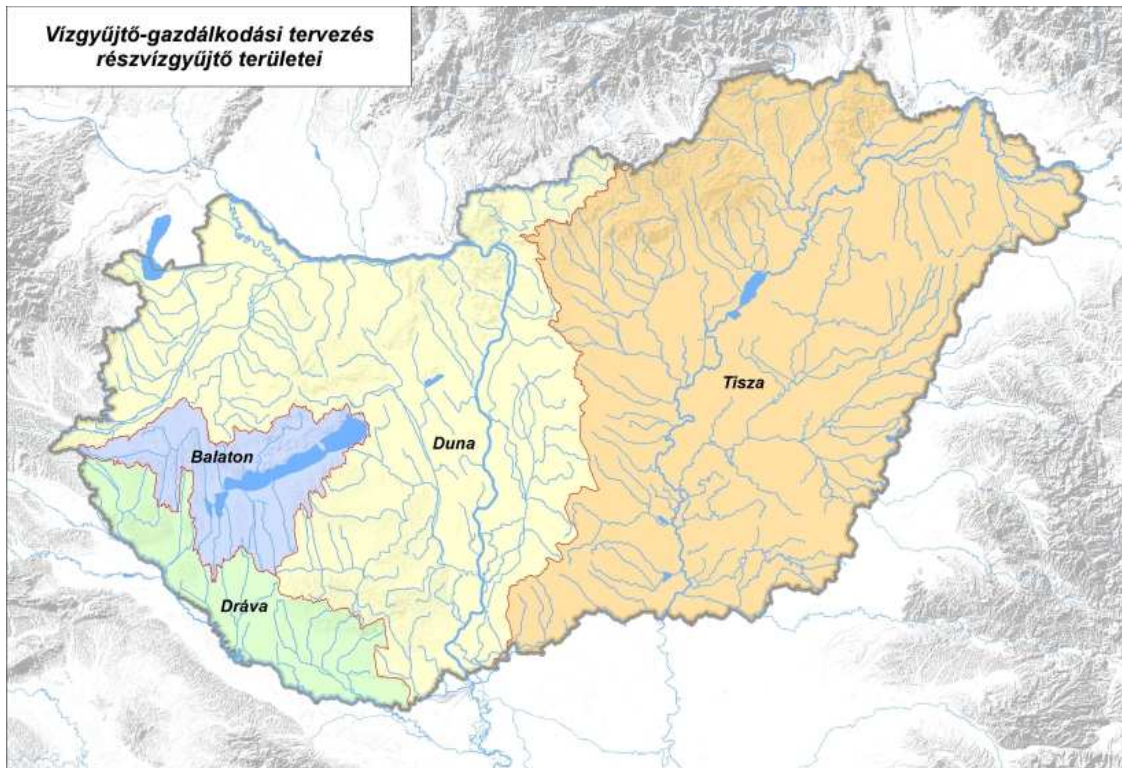 Vízgyűjtő-gazdálkodási tervezés
részvízgyűjtő területei
Tisza
Duna
Balaton
Dráva